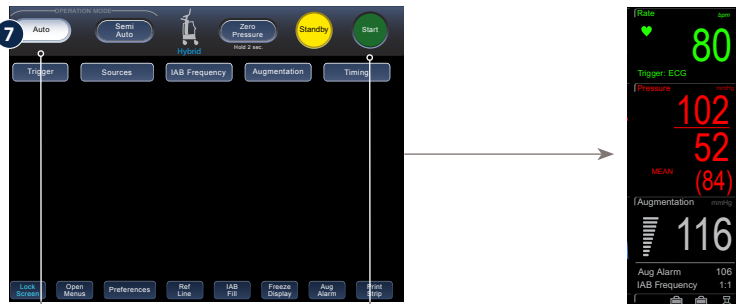 OPERATION MODE
7
Auto
Semi
Auto
Hybrid
Zero
Pressure
Hold 2 sec.
Standby
Start
Trigger
Sources
IAB Frequency
Augmentation
Timing
Lock
Screen
Open
Menus
Preferences
Ref
Line
IAB
Fill
Freeze
Display
Aug
Alarm
Print
Strip
Rate bpm
80
Trigger: ECG
Pressure mmHg
102
52
MEAN
(84)
Augmentation mmHg
116
Aug Alarm 106
IAB Frequency 1:1